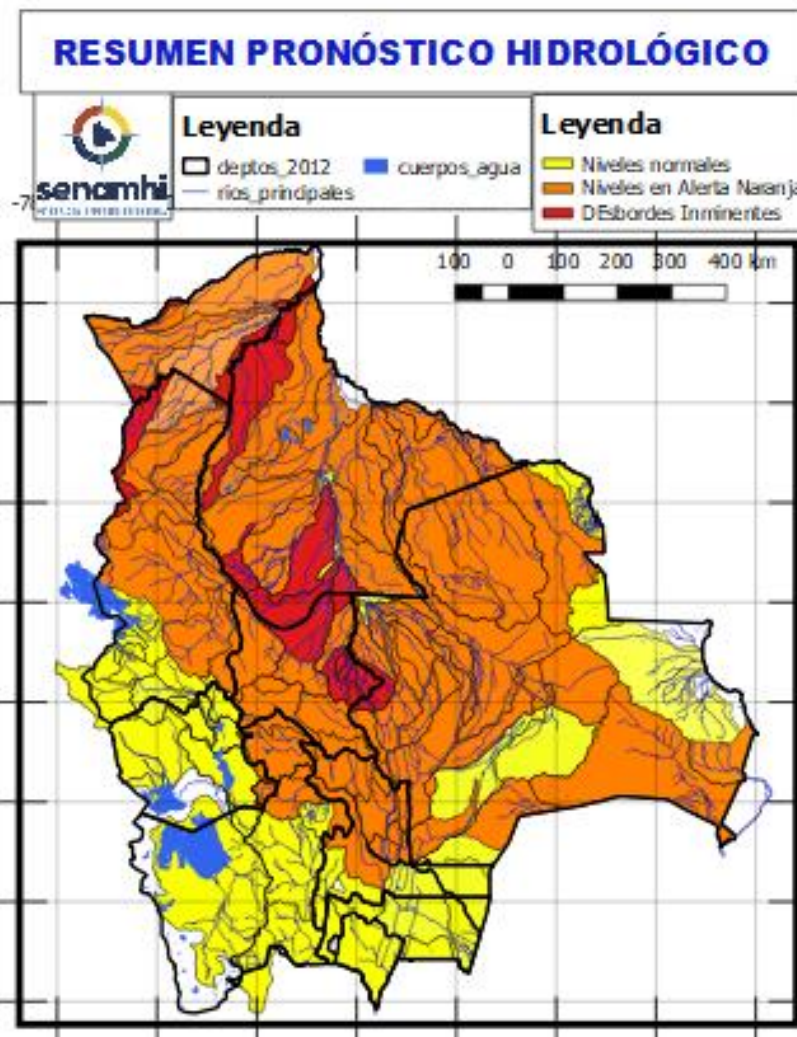 RESUMEN PRONÓSTICO HIDROLÓGICO
senamhi
Leyenda
deptos_2012
cuerpos_agua
rios_principales
Leyenda
Niveles normales
Niveles en Alerta Naranja
DEsbordes Inminentes
100 0 100 200 300 400 km